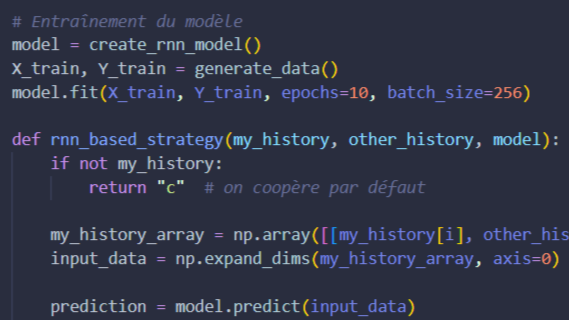 # Entraînement du modèle
model = create_rnn_model()
X_train, Y_train = generate_data()
model.fit(X_train, Y_train, epochs=10, batch_size=256)
def rnn_based_strategy(my_history, other_history, model):
if not my_history:
return "c"  # on coopère par défaut
my_history_array = np.array([[my_history[i], other_his
input_data = np.expand_dims(my_history_array, axis=0)
prediction = model.predict(input_data)